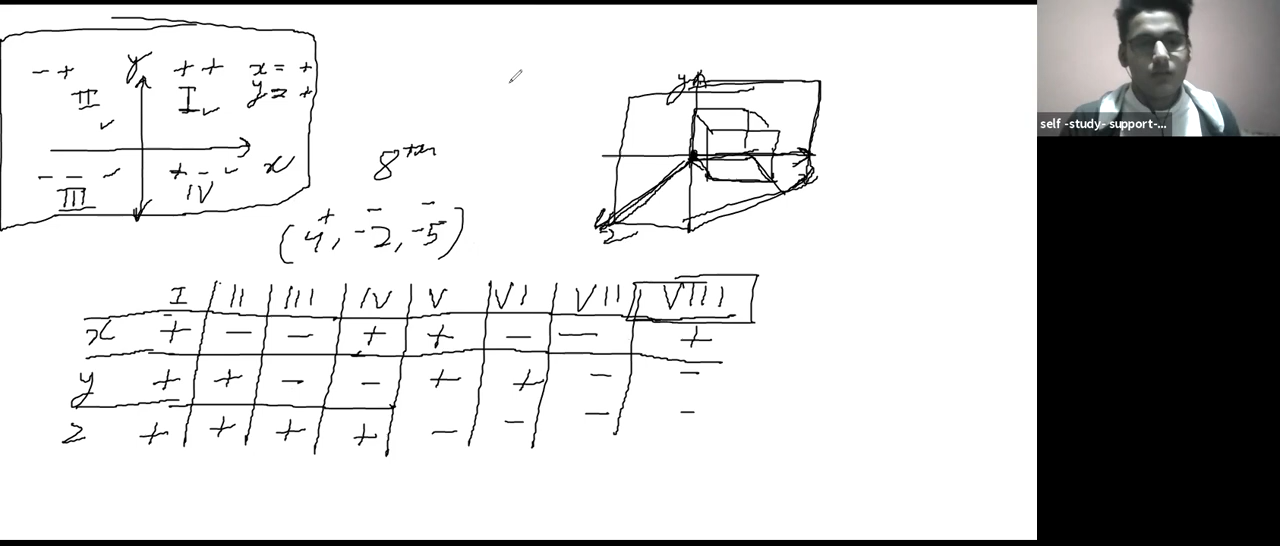 - + y + + x = +
II I y = +
x
- - + -
III IV
8th
(4, -2, -5)
+ - -
y
z
I II III IV V VI VII VIII
x + - - + + - - +
y + + - - + + - -
z + + + + - - - -
self -study- support-...